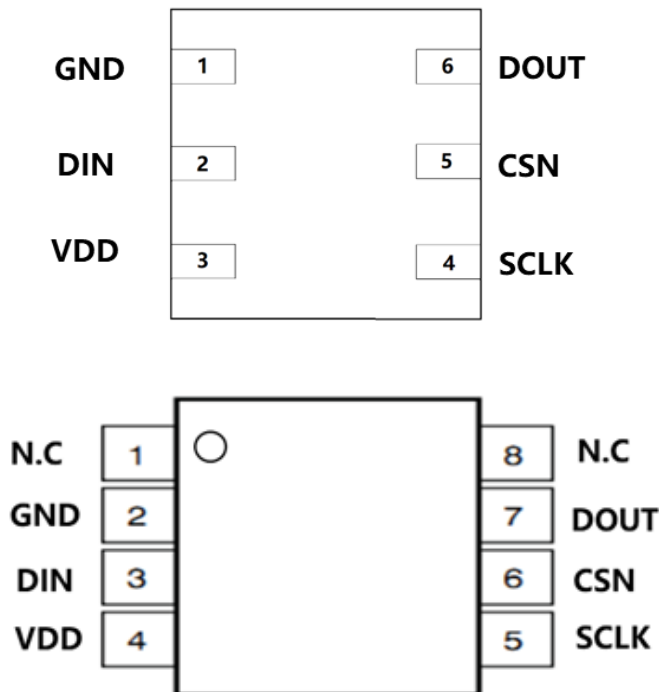 GND 1 6 DOUT
DIN 2 5 CSN
VDD 3 4 SCLK
N.C 1 8 N.C
GND 2 7 DOUT
DIN 3 6 CSN
VDD 4 5 SCLK